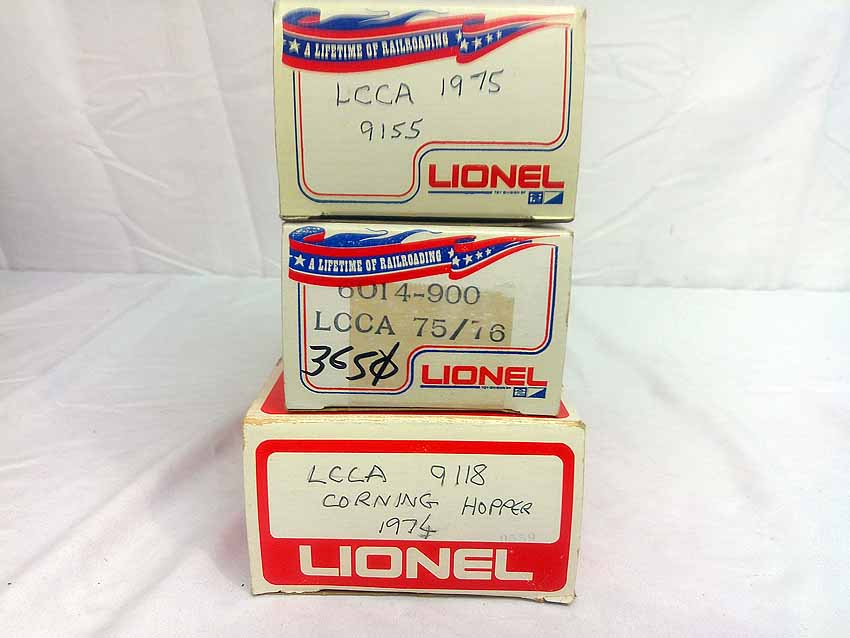 A LIFETIME OF RAILROADING
LCCA 1975
9155
LIONEL
A LIFETIME OF RAILROADING
6014-900
LCCA 75/76
3650
LIONEL
LCCA 9118
CORNING HOPPER
1974
LIONEL